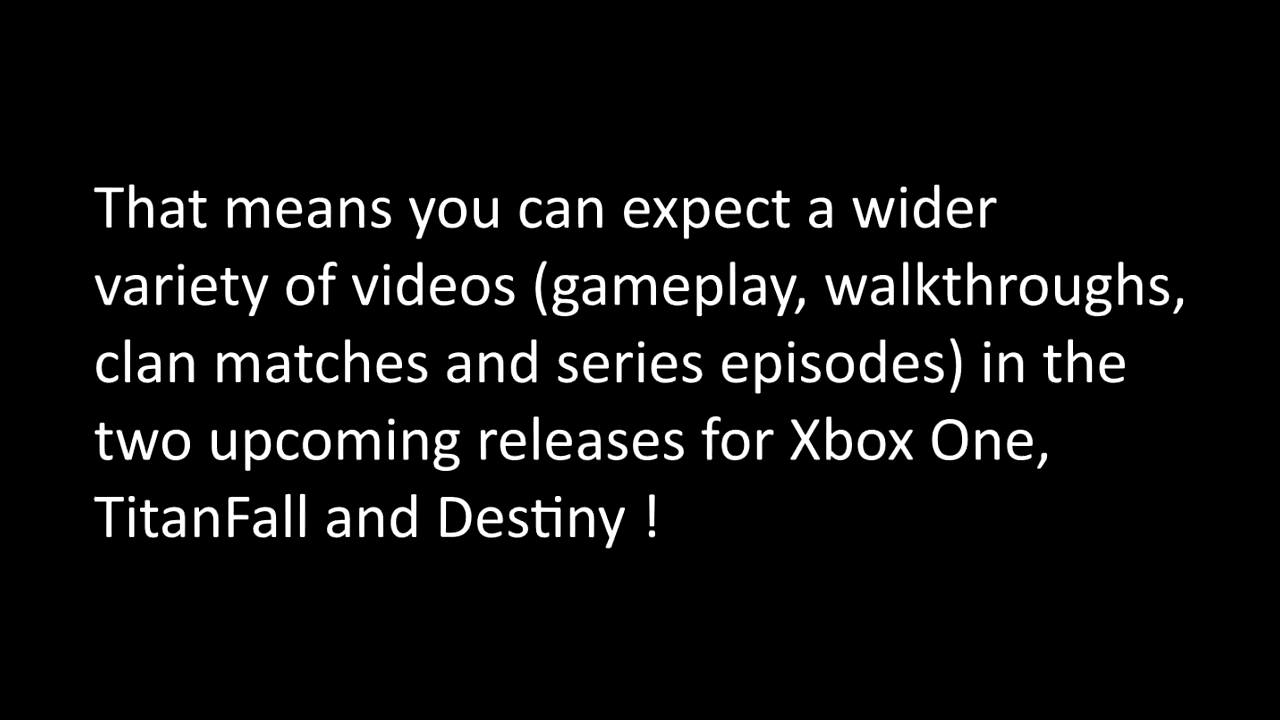 That means you can expect a wider
variety of videos (gameplay, walkthroughs,
clan matches and series episodes) in the
two upcoming releases for Xbox One,
TitanFall and Destiny !